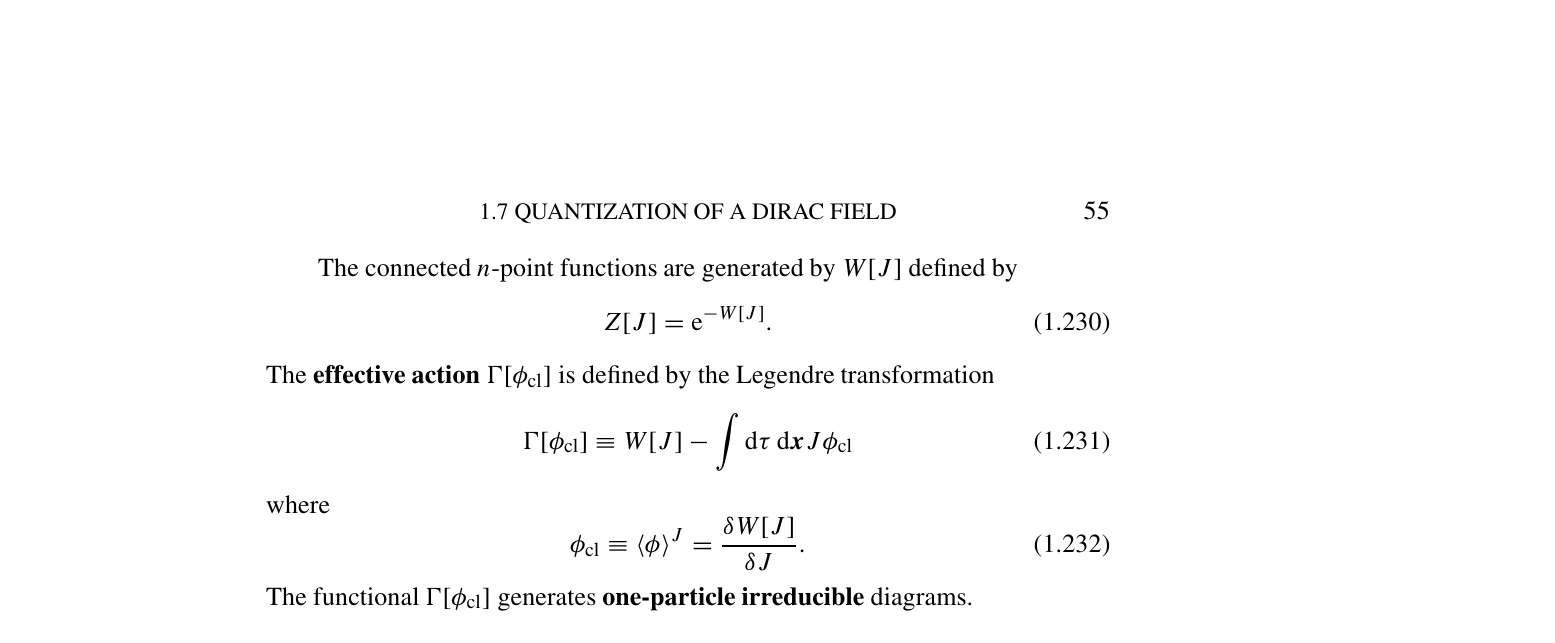 1.7 QUANTIZATION OF A DIRAC FIELD 55
The connected n-point functions are generated by W[J] defined by
Z[J] = e^{−W[J]}. (1.230)
The effective action Γ[ϕ_cl] is defined by the Legendre transformation
Γ[ϕ_cl] ≡ W[J] − ∫ dτ dx Jϕ_cl (1.231)
where
ϕ_cl ≡ ⟨ϕ⟩^J = δW[J]/δJ. (1.232)
The functional Γ[ϕ_cl] generates one-particle irreducible diagrams.